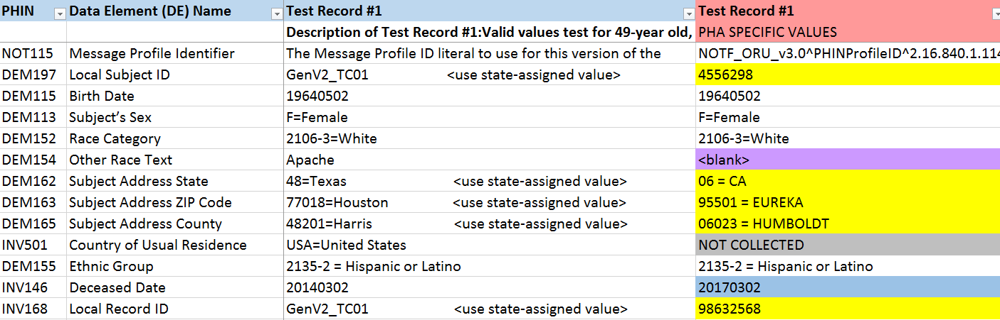 PHIN Data Element (DE) Name Test Record #1 Test Record #1
Description of Test Record #1:Valid values test for 49-year old, PHA SPECIFIC VALUES
NOT115 Message Profile Identifier The Message Profile ID literal to use for this version of the NOTF_ORU_v3.0^PHINProfileID^2.16.840.1.114
DEM197 Local Subject ID GenV2_TC01 <use state-assigned value> 4556298
DEM115 Birth Date 19640502 19640502
DEM113 Subject’s Sex F=Female F=Female
DEM152 Race Category 2106-3=White 2106-3=White
DEM154 Other Race Text Apache <blank>
DEM162 Subject Address State 48=Texas <use state-assigned value> 06 = CA
DEM163 Subject Address ZIP Code 77018=Houston <use state-assigned value> 95501 = EUREKA
DEM165 Subject Address County 48201=Harris <use state-assigned value> 06023 = HUMBOLDT
INV501 Country of Usual Residence USA=United States NOT COLLECTED
DEM155 Ethnic Group 2135-2 = Hispanic or Latino 2135-2 = Hispanic or Latino
INV146 Deceased Date 20140302 20170302
INV168 Local Record ID GenV2_TC01 <use state-assigned value> 98632568